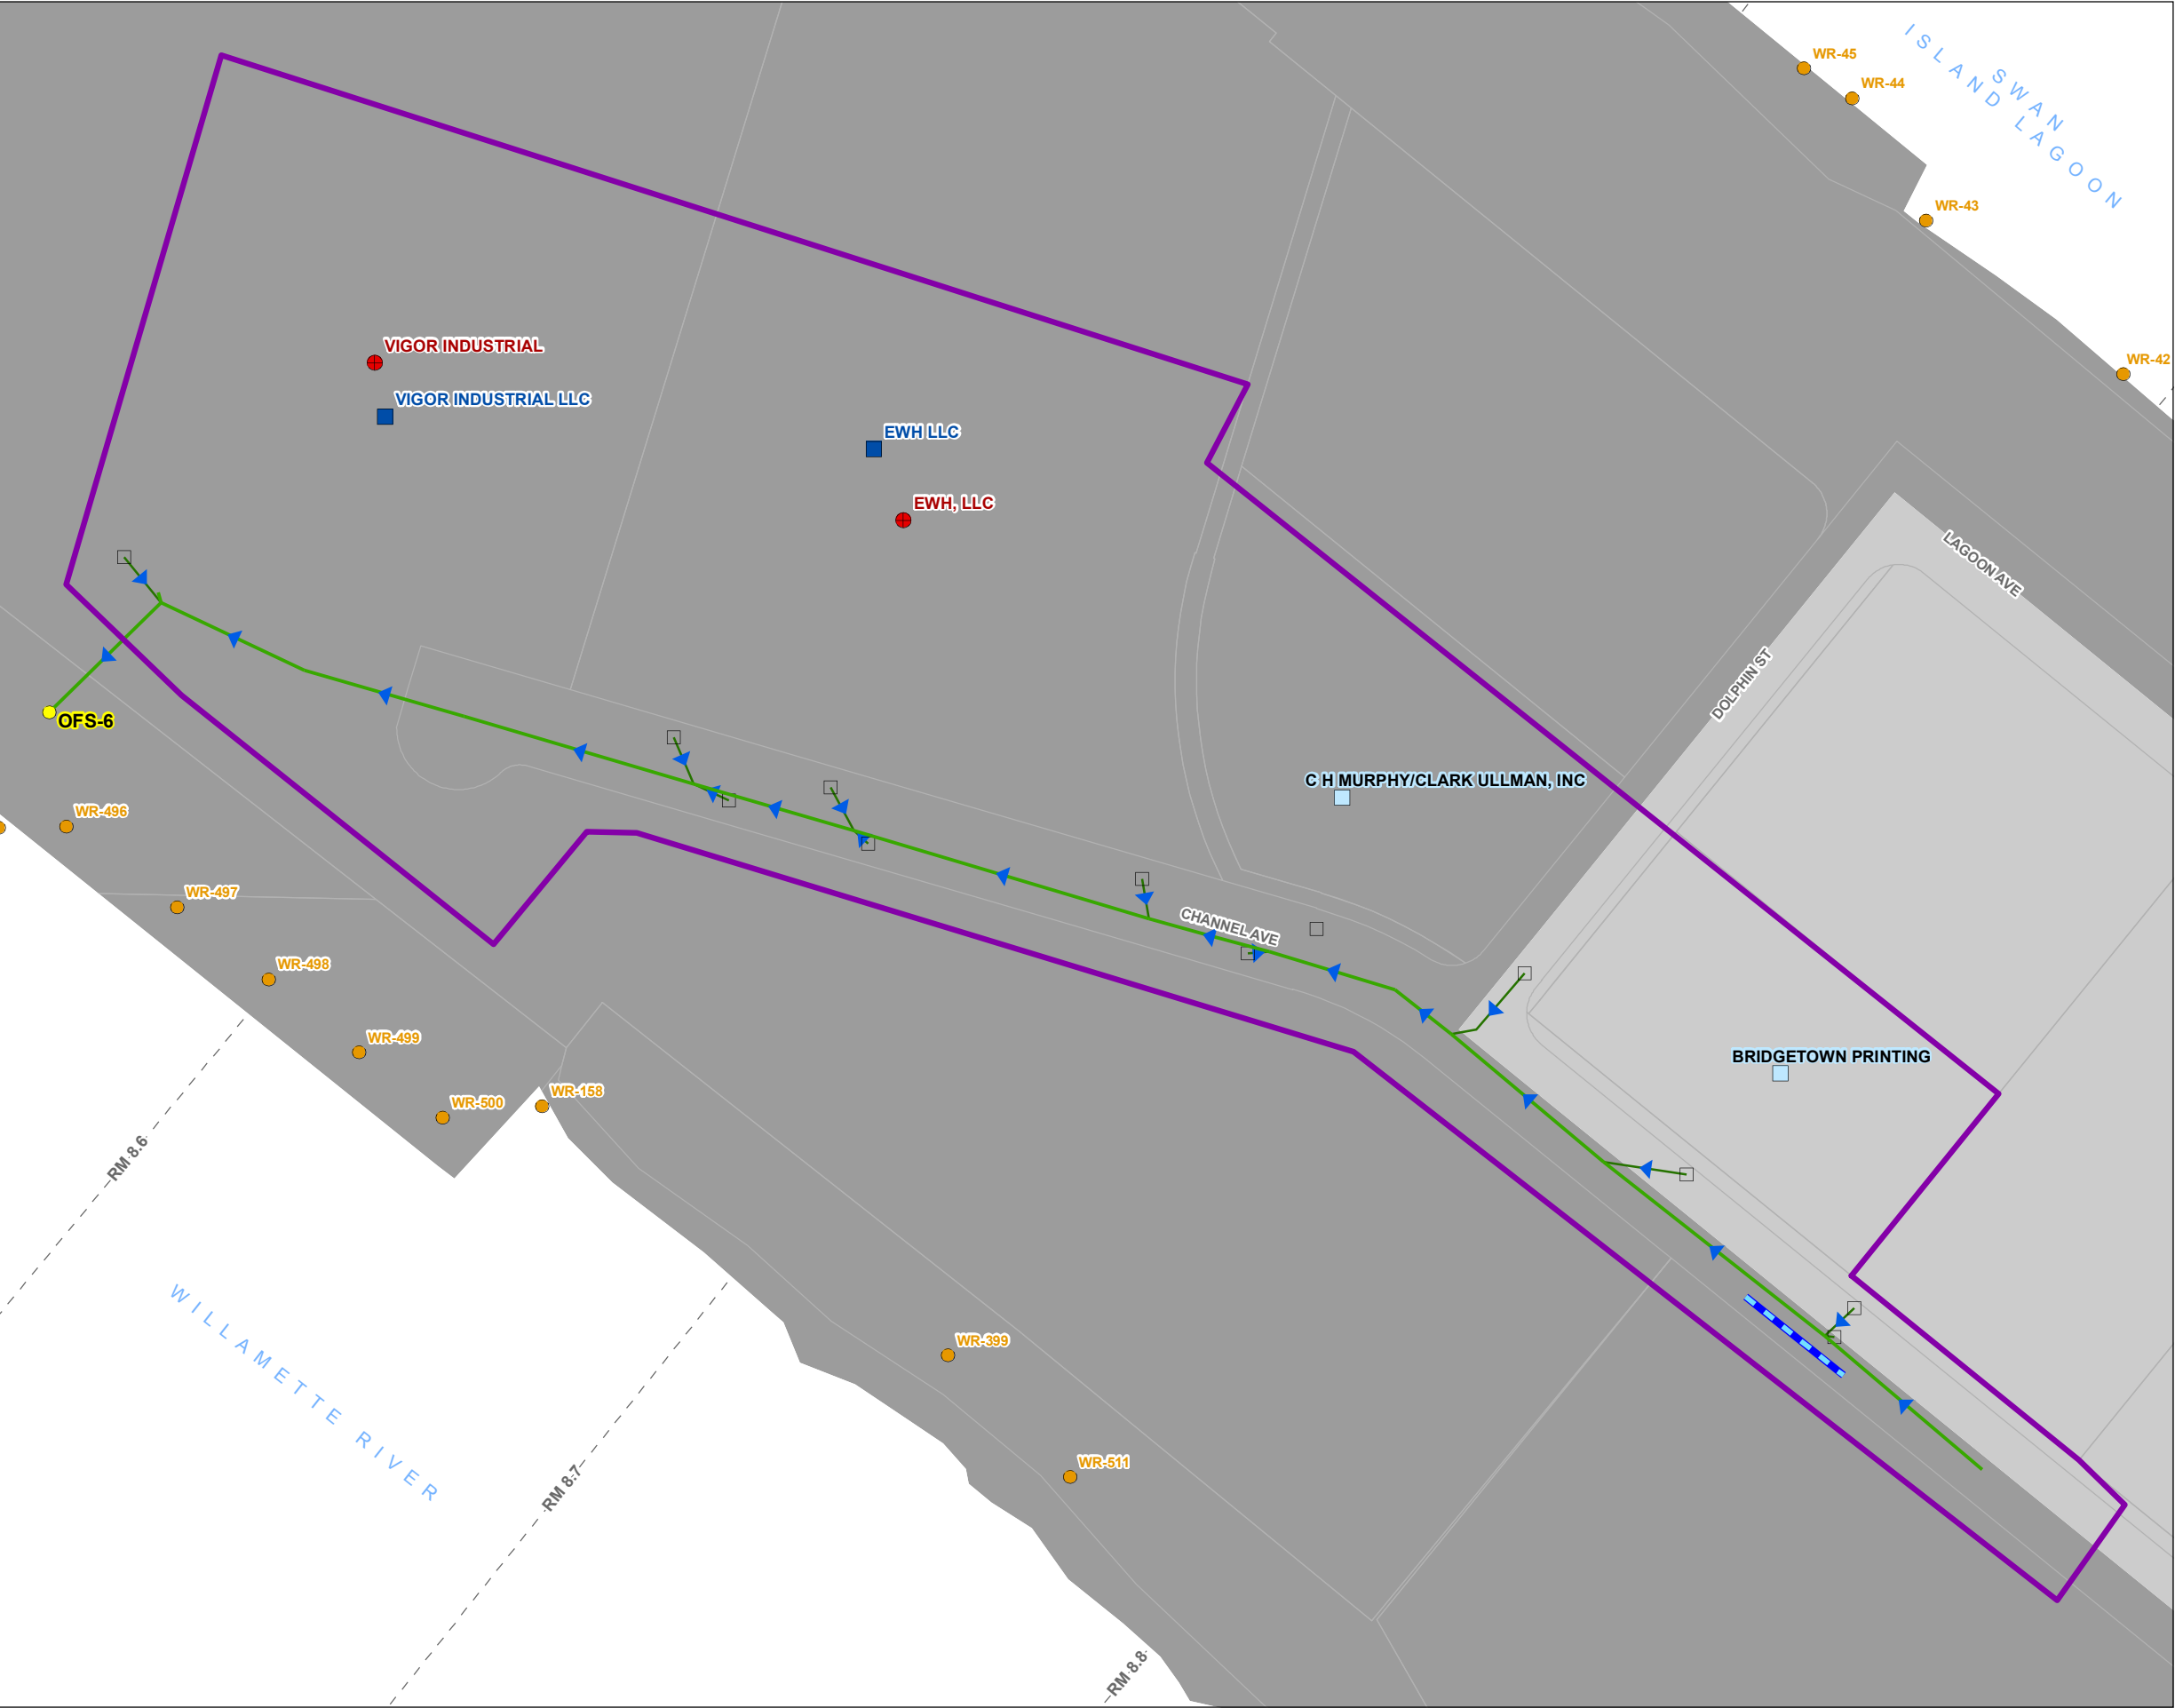 WR-45
WR-44
SWAN
ISLAND LAGOON
WR-43
VIGOR INDUSTRIAL
WR-42
VIGOR INDUSTRIAL LLC
EWH LLC
EWH, LLC
LAGOON AVE
DOLPHIN ST
OFS-6
C H MURPHY/CLARK ULLMAN, INC
WR-496
WR-497
CHANNEL AVE
WR-498
WR-499
BRIDGETOWN PRINTING
WR-158
WR-500
RM 8.6
WILLAMETTE RIVER
WR-399
WR-511
RM 8.7
RM 8.8